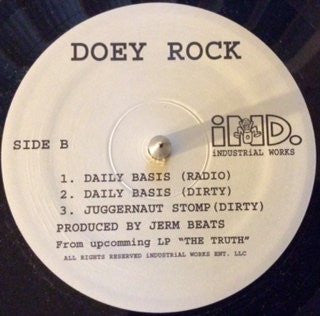 DOEY ROCK
SIDE B
iND.
iNDUSTRiAL WORKS
1. DAILY BASIS (RADIO)
2. DAILY BASIS (DIRTY)
3. JUGGERNAUT STOMP(DIRTY)
PRODUCED BY JERM BEATS
From upcomming LP "THE TRUTH"
ALL RIGHTS RESERVED iNDUSTRiAL WORKS ENT. LLC